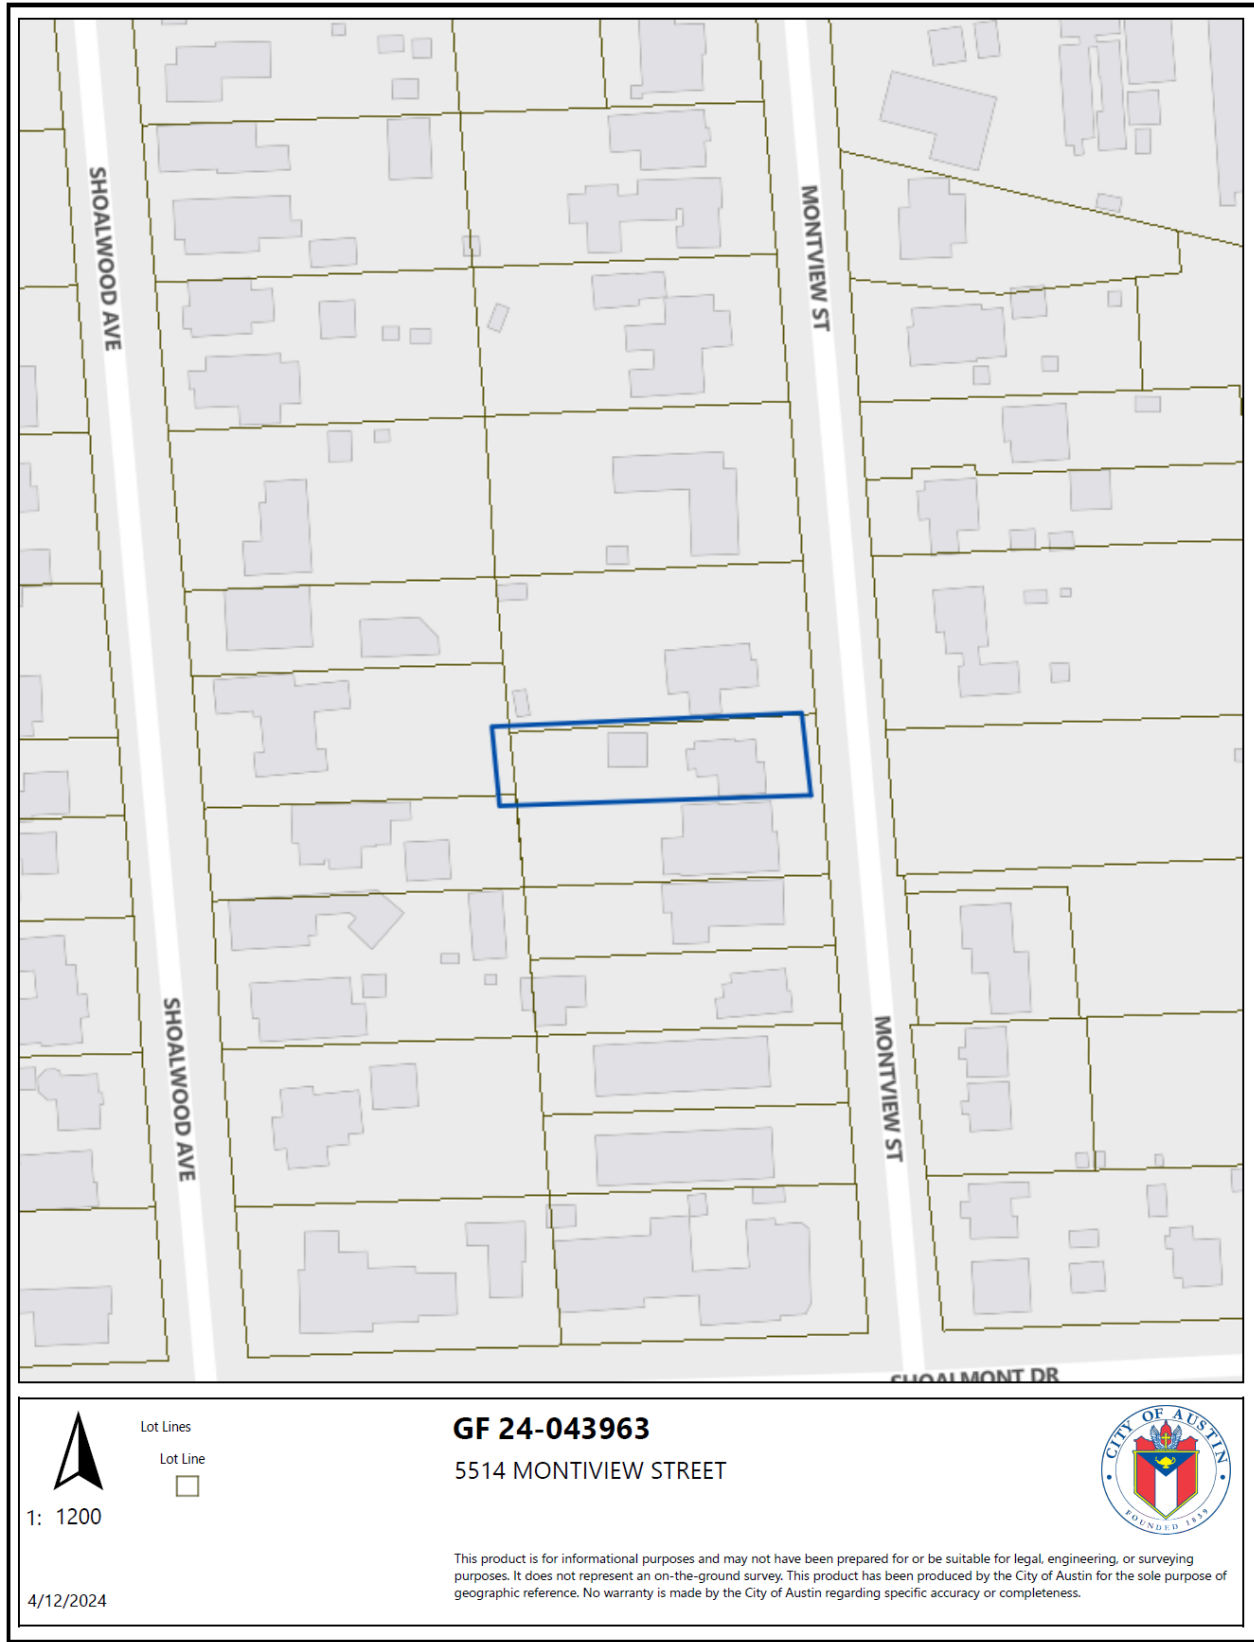 SHOALWOOD AVE
MONTVIEW ST
SHOALWOOD AVE
MONTVIEW ST
SHOALMONT DR
Lot Lines
Lot Line
1: 1200
4/12/2024
GF 24-043963
5514 MONTIVIEW STREET
CITY OF AUSTIN
FOUNDED 1839
This product is for informational purposes and may not have been prepared for or be suitable for legal, engineering, or surveying
purposes. It does not represent an on-the-ground survey. This product has been produced by the City of Austin for the sole purpose of
geographic reference. No warranty is made by the City of Austin regarding specific accuracy or completeness.